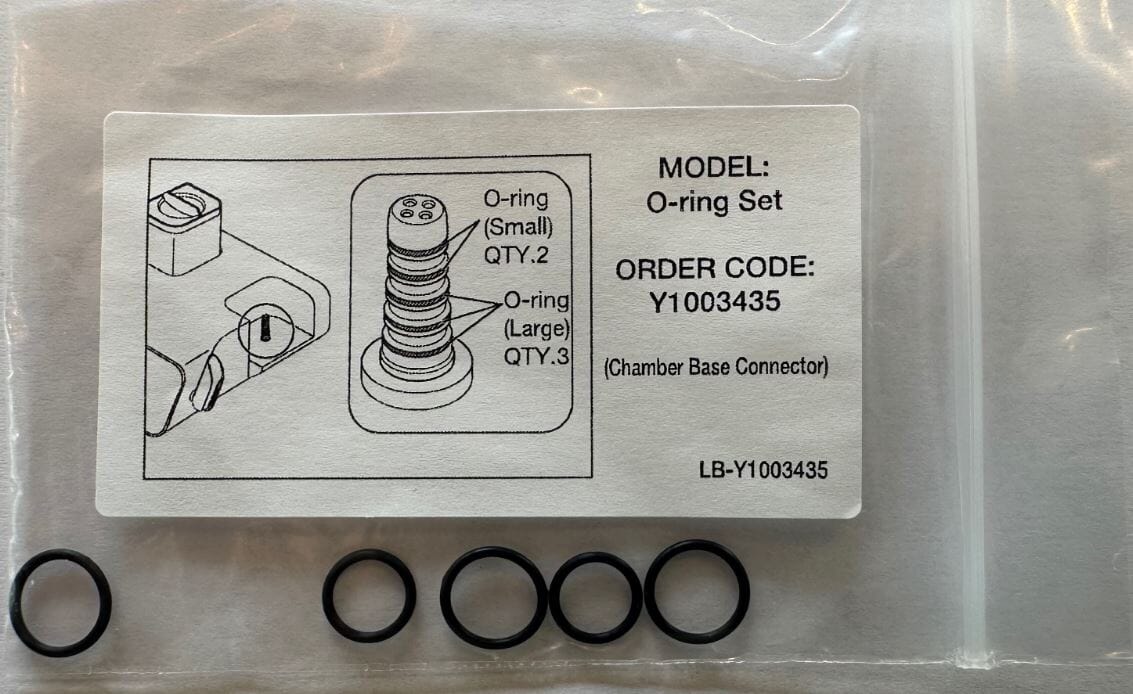 MODEL:
O-ring Set
ORDER CODE:
Y1003435
(Chamber Base Connector)
LB-Y1003435
O-ring
(Small)
QTY.2
O-ring
(Large)
QTY.3